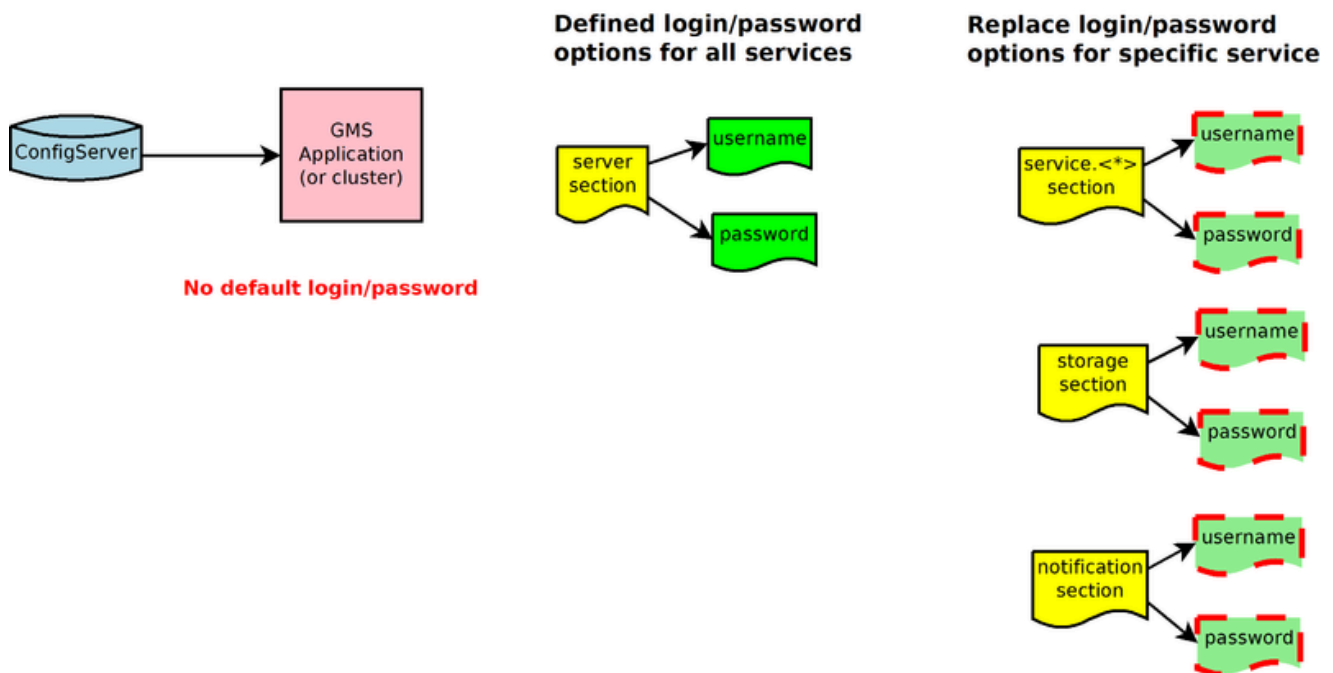 Defined login/password
options for all services
Replace login/password
options for specific service
ConfigServer
GMS
Application
(or cluster)
No default login/password
server
section
username
password
service.<*>
section
username
password
storage
section
username
password
notification
section
username
password